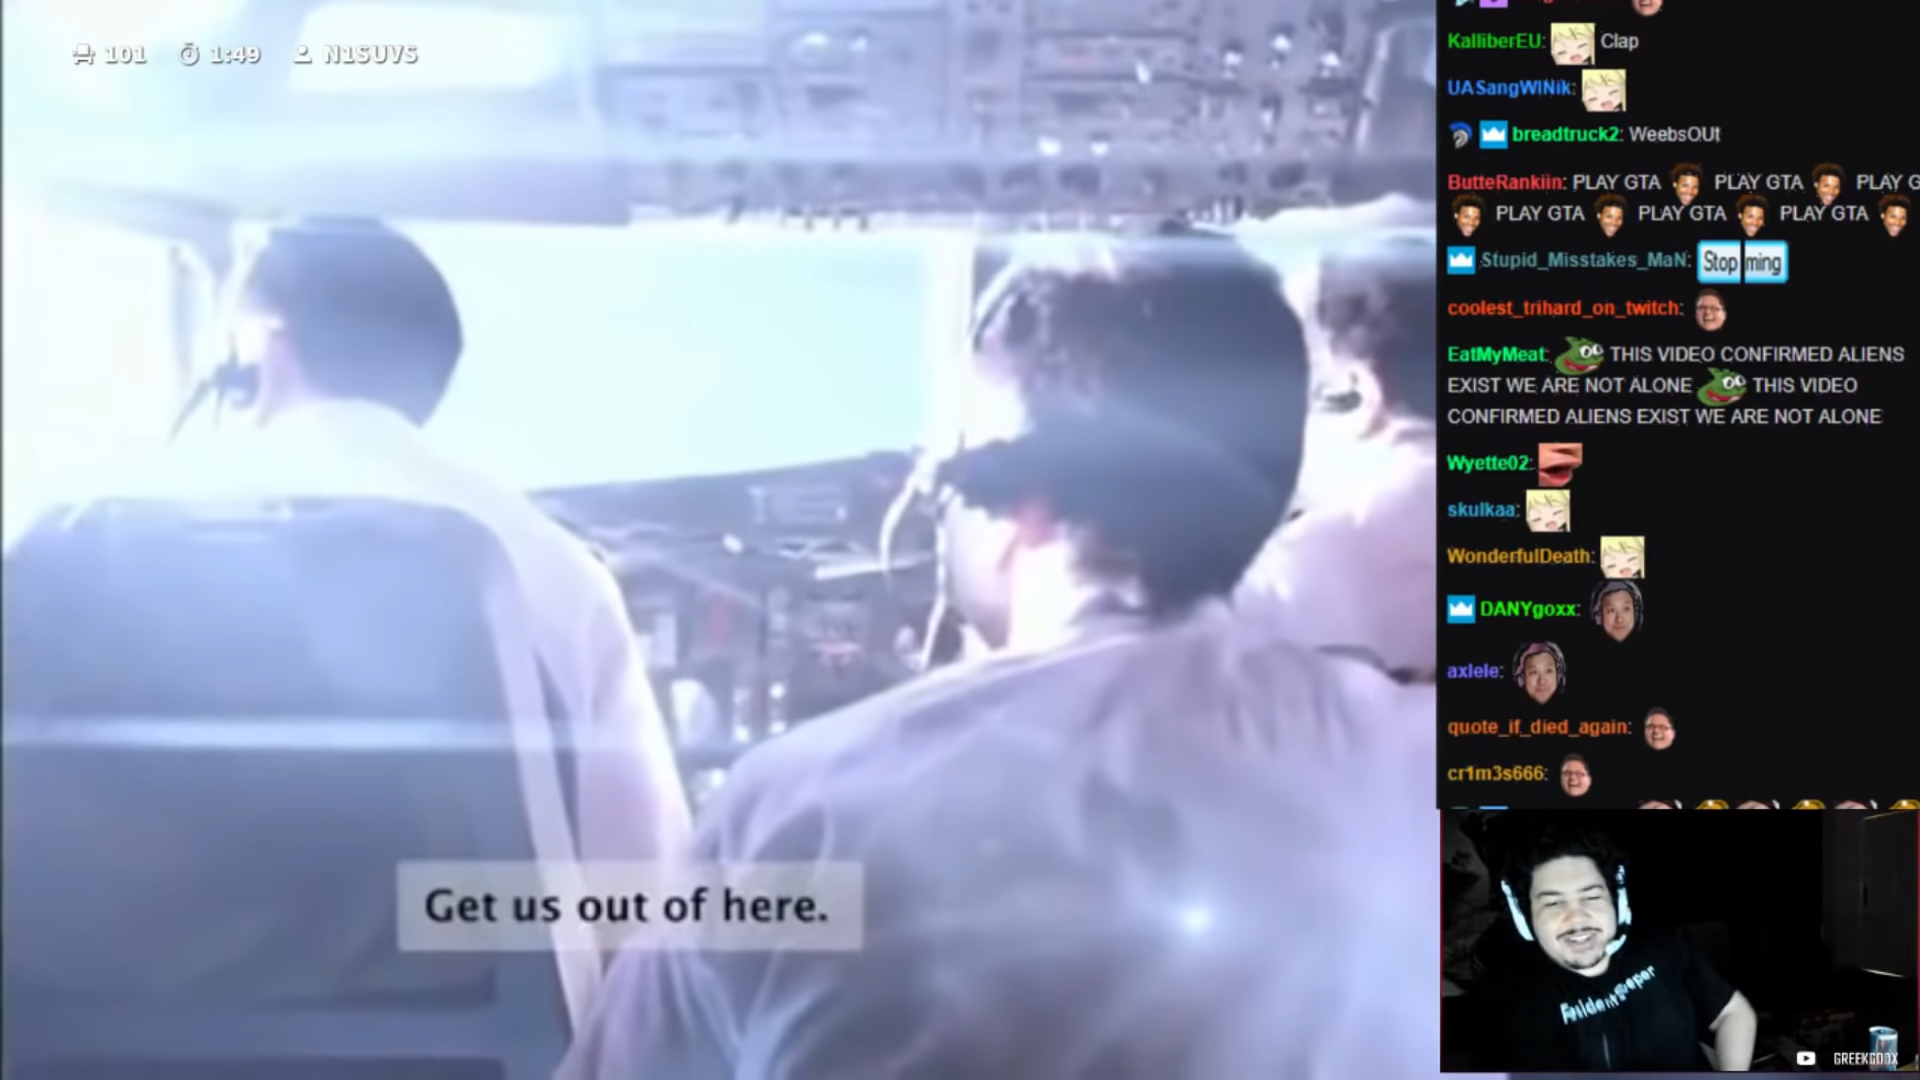 101 1:49 N1SUVS
KalliberEU: Clap
UASangWINik:
breadtruck2: WeebsOUt
ButteRankiin: PLAY GTA PLAY GTA PLAY G
PLAY GTA PLAY GTA PLAY GTA
Stupid_Misstakes_MaN: Stop ming
coolest_trihard_on_twitch:
EatMyMeat: THIS VIDEO CONFIRMED ALIENS
EXIST WE ARE NOT ALONE THIS VIDEO
CONFIRMED ALIENS EXIST WE ARE NOT ALONE
Wyette02:
skulkaa:
WonderfulDeath:
DANYgoxx:
axlele:
quote_if_died_again:
cr1m3s666:
Get us out of here.
GREEKGODX